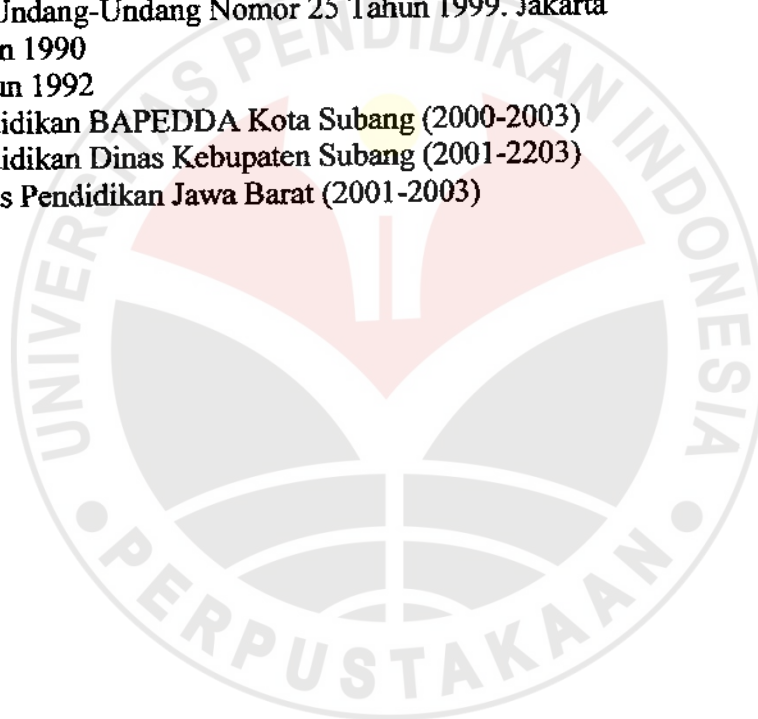 Undang-Undang Nomor 25 Tahun 1999. Jakarta
n 1990
un 1992
idikan BAPEDDA Kota Subang (2000-2003)
idikan Dinas Kebupaten Subang (2001-2203)
s Pendidikan Jawa Barat (2001-2003)
UNIVERSITAS PENDIDIKAN INDONESIA
PERPUSTAKAAN